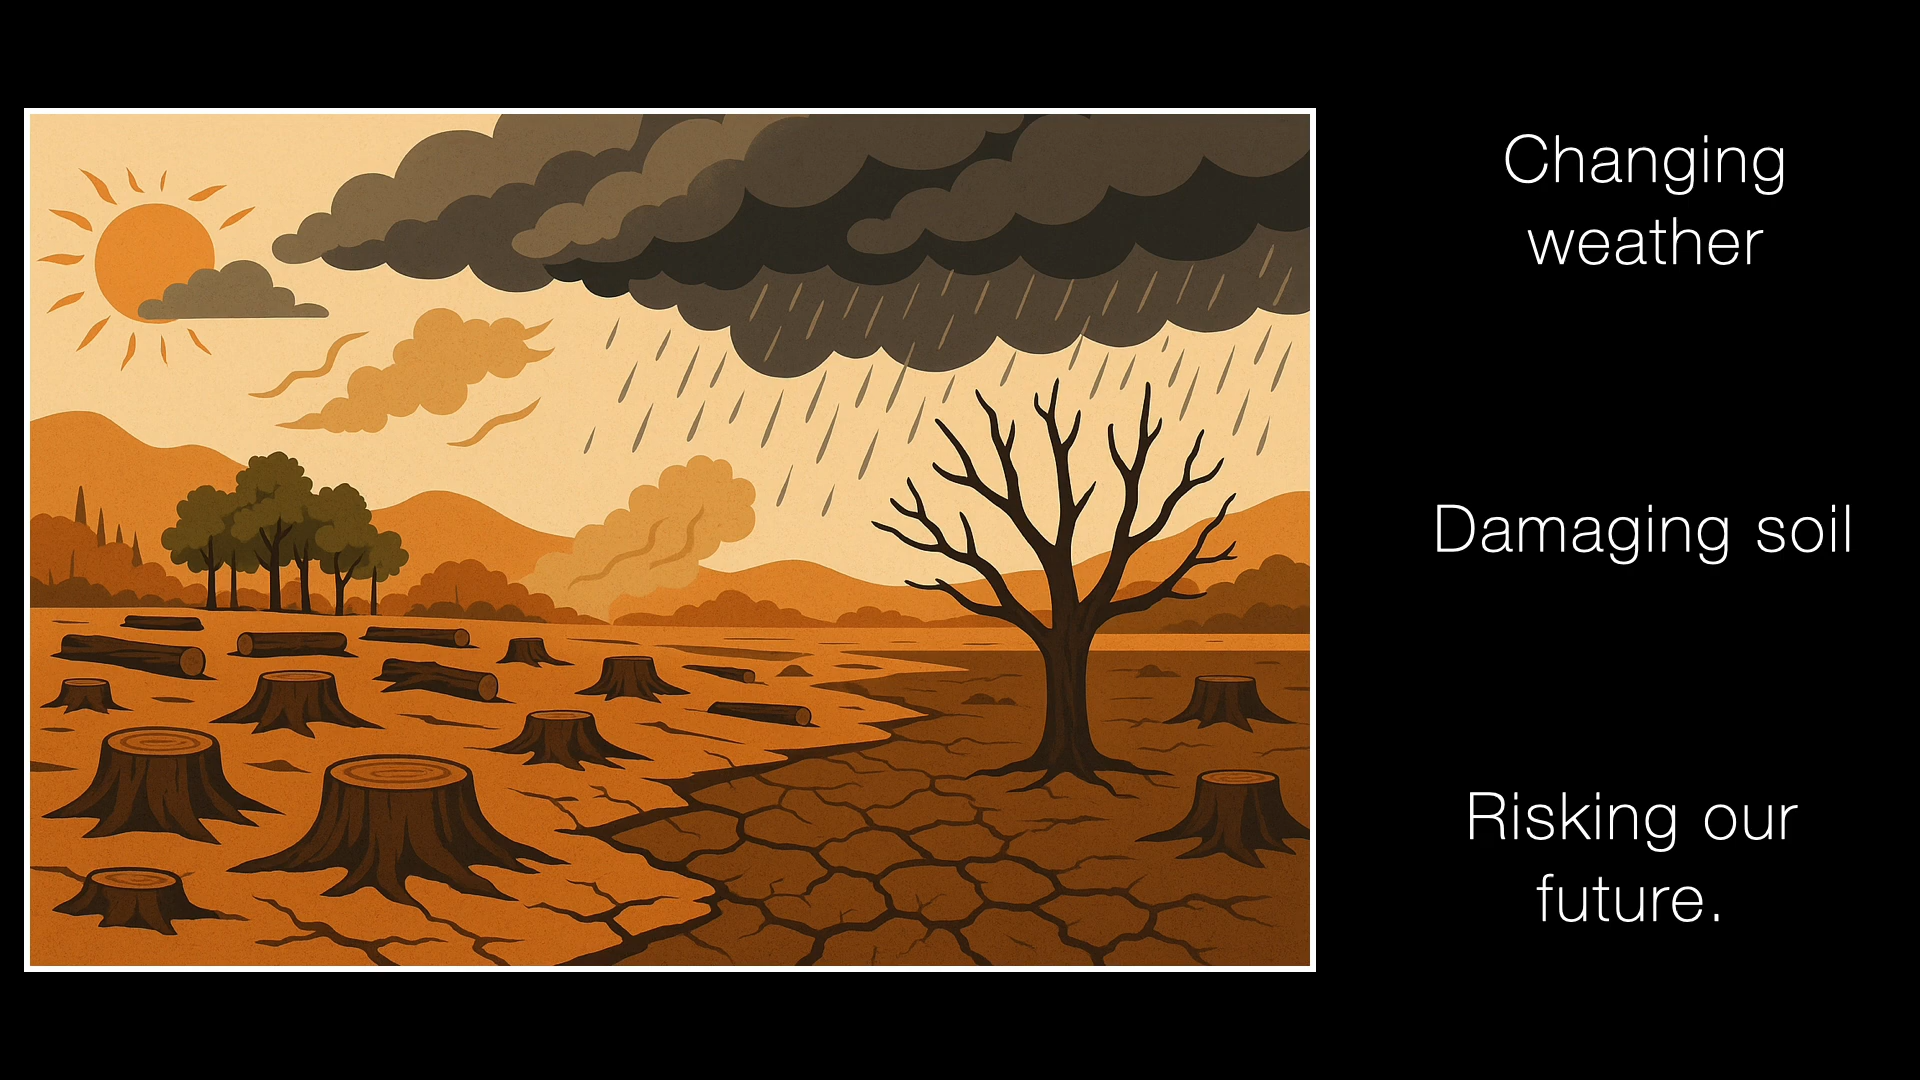 Changing
weather
Damaging soil
Risking our
future.